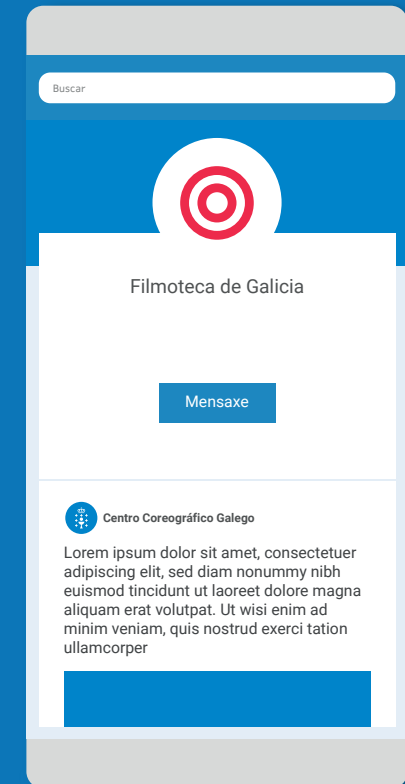 Buscar
Filmoteca de Galicia
Mensaxe
Centro Coreográfico Galego
Lorem ipsum dolor sit amet, consectetuer
adipiscing elit, sed diam nonummy nibh
euismod tincidunt ut laoreet dolore magna
aliquam erat volutpat. Ut wisi enim ad
minim veniam, quis nostrud exerci tation
ullamcorper